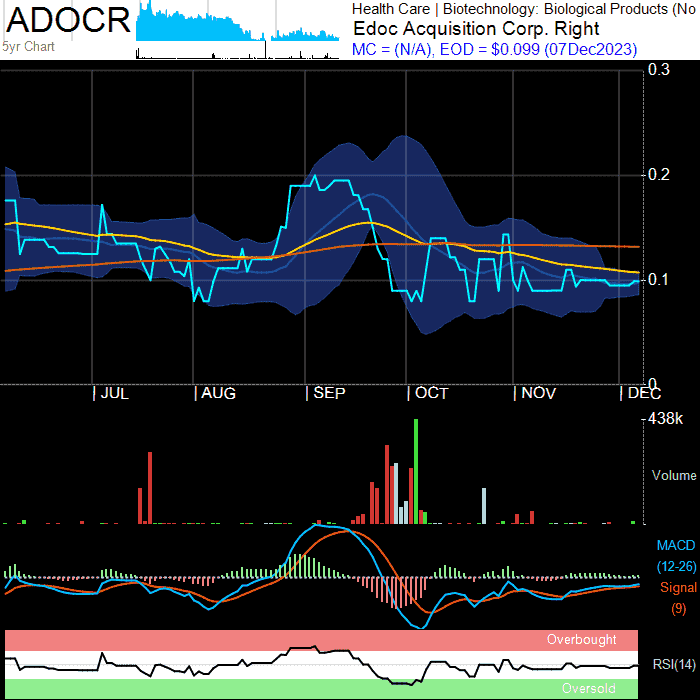 ADOCR
5yr Chart
Health Care | Biotechnology: Biological Products (No
Edoc Acquisition Corp. Right
MC = (N/A), EOD = $0.099 (07Dec2023)
0.3
0.2
0.1
0
| JUL | AUG | SEP | OCT | NOV | DEC
438k
Volume
MACD
(12-26)
Signal
(9)
Overbought
RSI(14)
Oversold